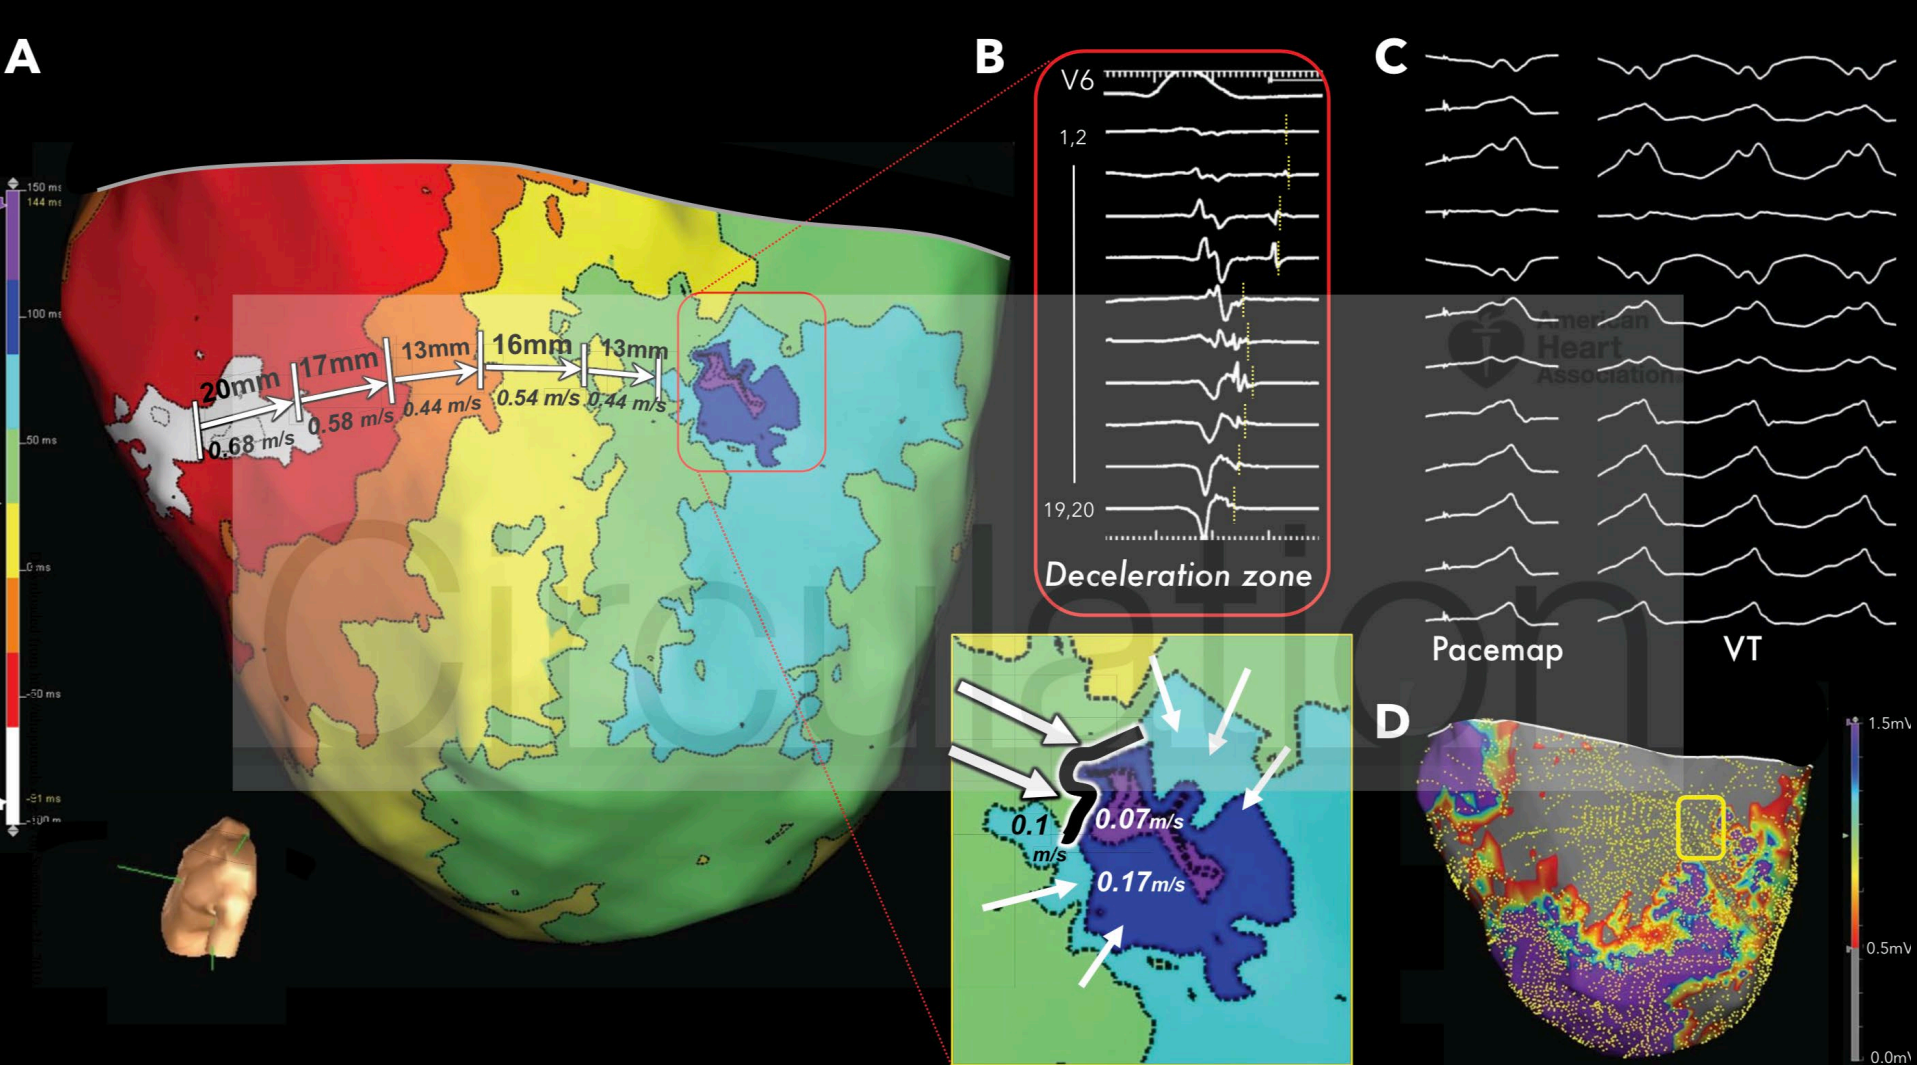 A
150 ms
144 ms
100 ms
50 ms
0 ms
-50 ms
-91 ms
-100 m
20mm
17mm
13mm
16mm
13mm
0.68 m/s
0.58 m/s
0.44 m/s
0.54 m/s
0.44 m/s
B
V6
1,2
19,20
Deceleration zone
0.1
m/s
0.07m/s
0.17m/s
C
American
Heart
Association
Pacemap
VT
D
1.5mV
0.5mV
0.0mV
Circulation